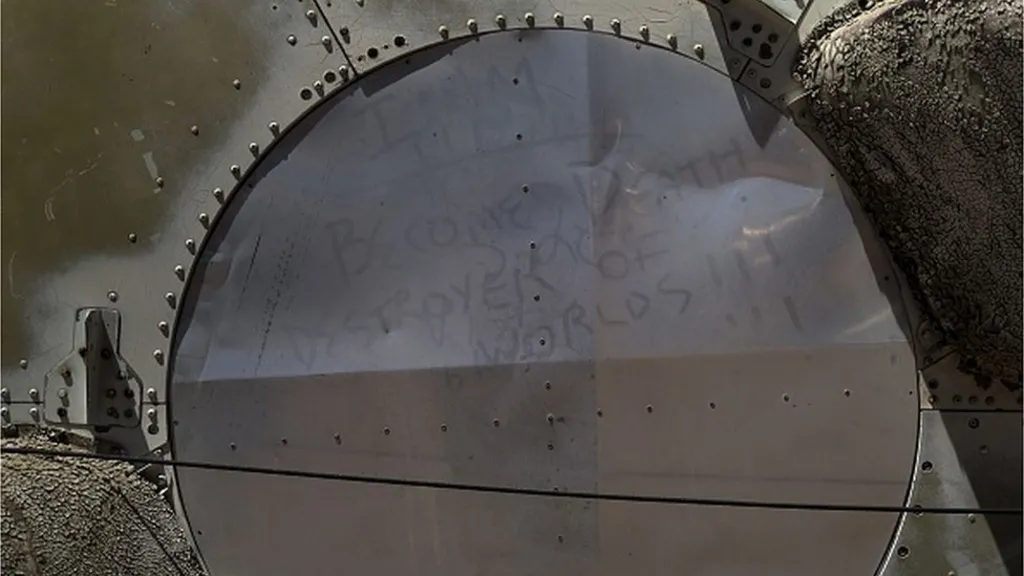 I AM
BECOME DEATH
DESTROYER OF
WORLDS!!!
!!!